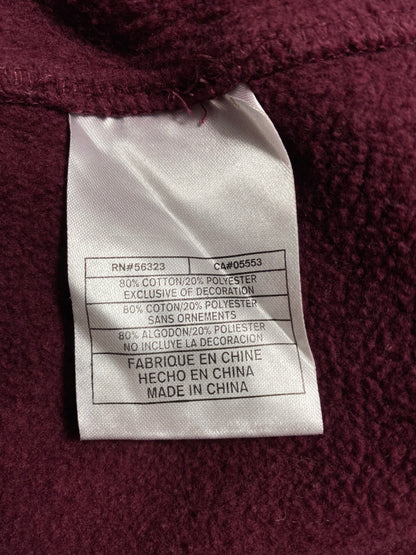 RN#56323 CA#05553
80% COTTON/20% POLYESTER
EXCLUSIVE OF DECORATION
80% COTTON/20% POLYESTER
SANS ORNEMENTS
80% ALGODON/20% POLIESTER
NO INCLUYE LA DECORACION
FABRIQUE EN CHINE
HECHO EN CHINA
MADE IN CHINA